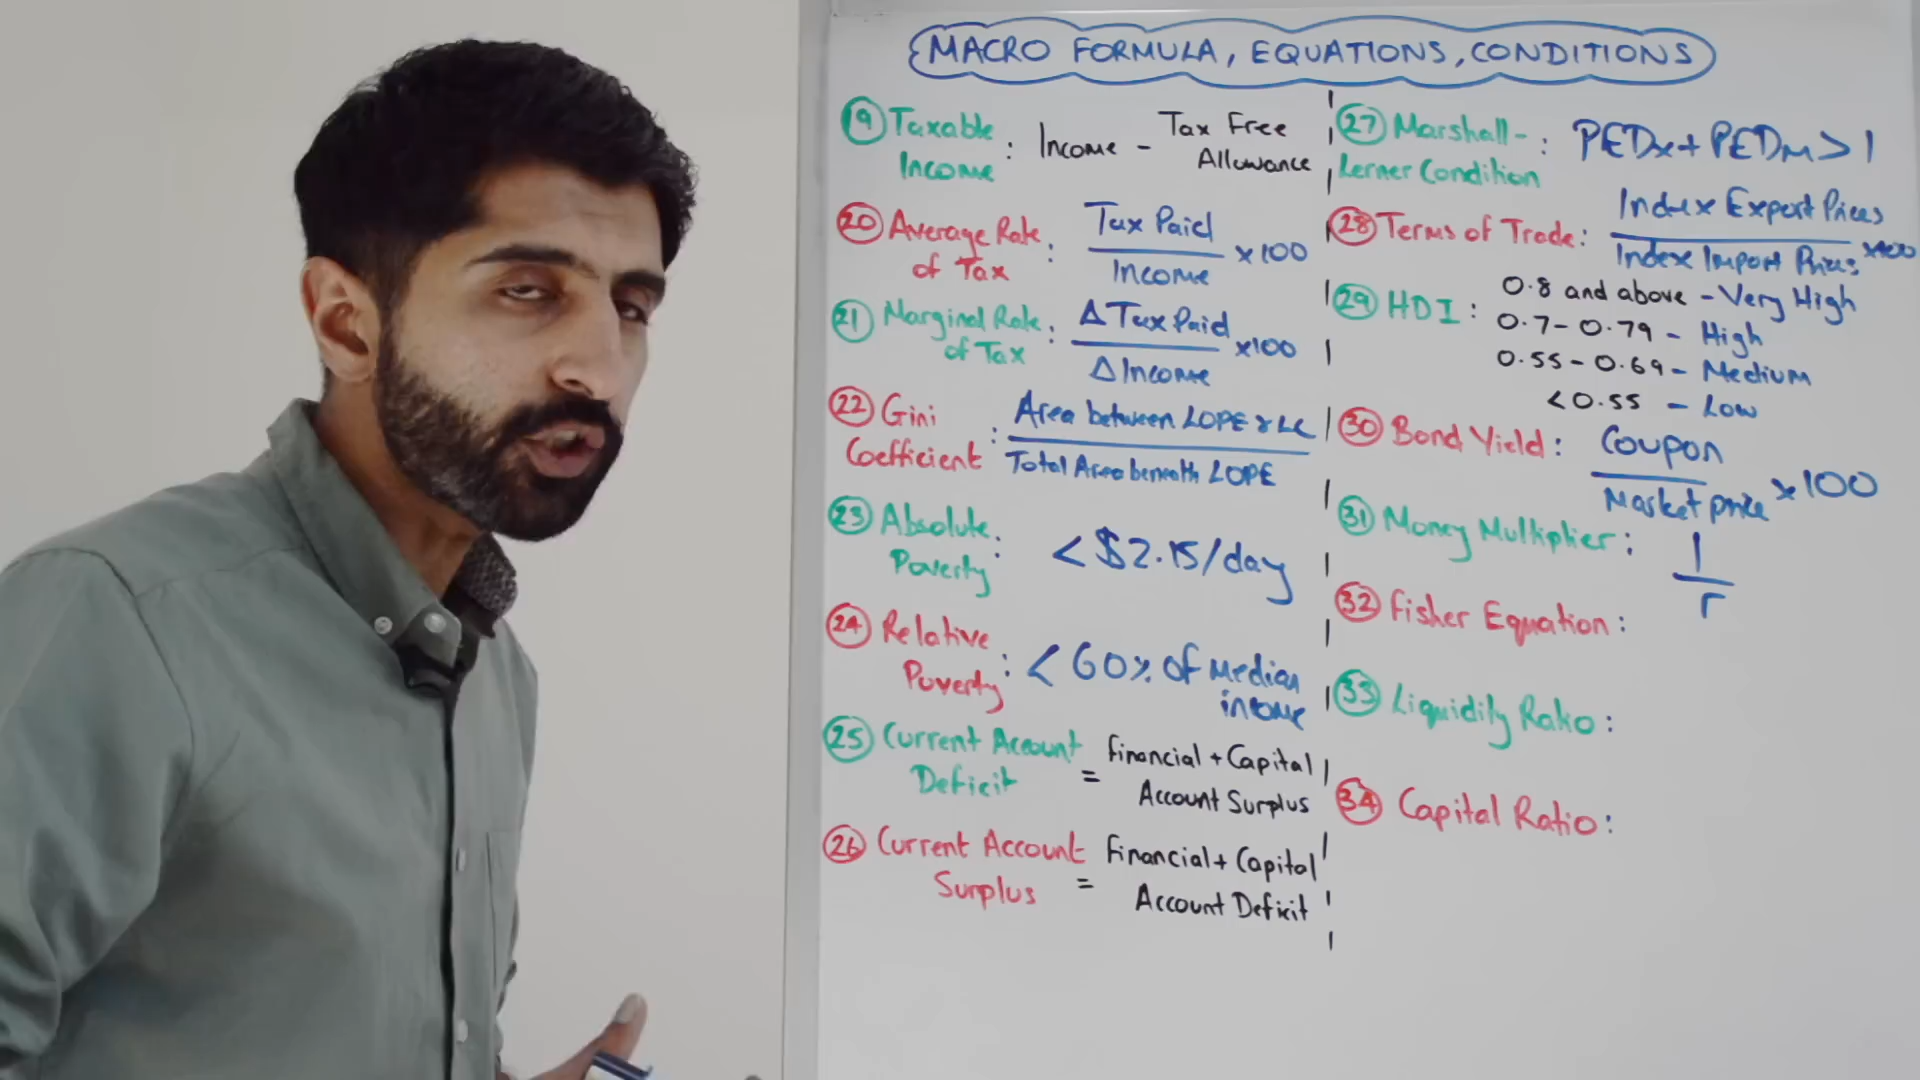 MACRO FORMULA, EQUATIONS, CONDITIONS
19 Taxable Income : Income - Tax Free Allowance
20 Average Rate of Tax : Tax Paid / Income ×100
21 Marginal Rate of Tax : Δ Tax Paid / Δ Income ×100
22 Gini Coefficient : Area between LOPE & LC / Total Area beneath LOPE
23 Absolute Poverty : < $2.15/day
24 Relative Poverty : < 60% of Median income
25 Current Account Deficit = Financial + Capital Account Surplus
26 Current Account Surplus = Financial + Capital Account Deficit
27 Marshall-Lerner Condition : PEDx + PEDM > 1
28 Terms of Trade : Index Export Prices / Index Import Prices ×100
29 HDI : 0.8 and above - Very High
0.7 - 0.79 - High
0.55 - 0.69 - Medium
< 0.55 - Low
30 Bond Yield : Coupon / Market price ×100
31 Money Multiplier : 1 / r
32 Fisher Equation :
33 Liquidity Ratio :
34 Capital Ratio :